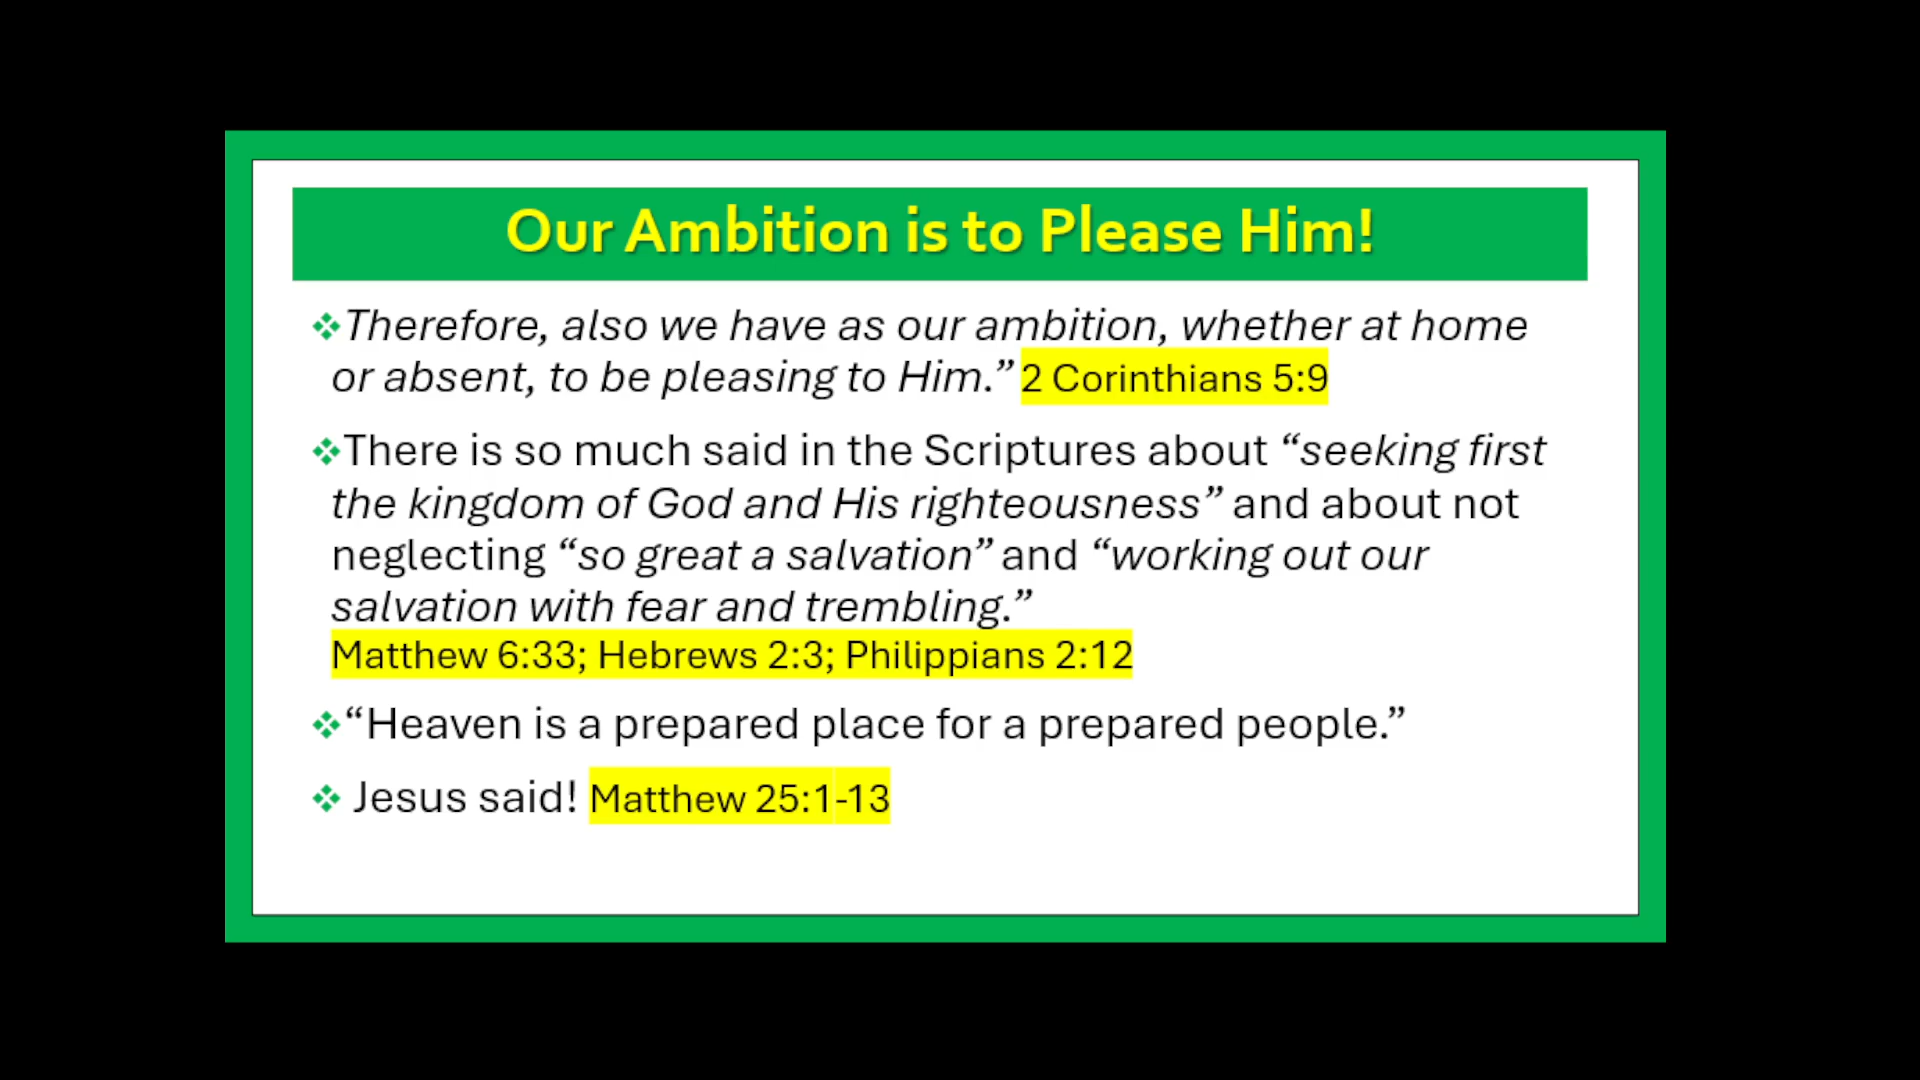 Our Ambition is to Please Him!
❖Therefore, also we have as our ambition, whether at home
or absent, to be pleasing to Him.” 2 Corinthians 5:9
❖There is so much said in the Scriptures about “seeking first
the kingdom of God and His righteousness” and about not
neglecting “so great a salvation” and “working out our
salvation with fear and trembling.”
Matthew 6:33; Hebrews 2:3; Philippians 2:12
❖“Heaven is a prepared place for a prepared people.”
❖ Jesus said! Matthew 25:1-13